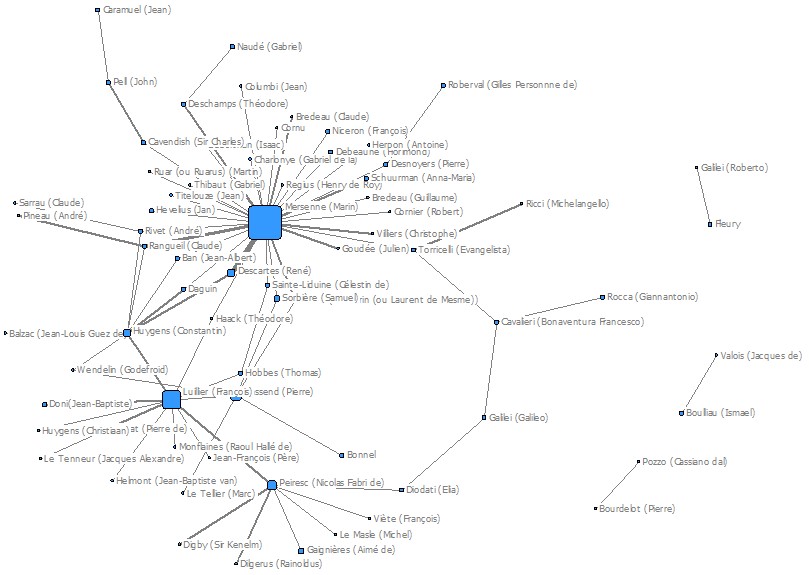 Caramuel (Jean)
Naudé (Gabriel)
Pell (John)
Columbi (Jean)
Roberval (Gilles Personnne de)
Deschamps (Théodore)
Bredeau (Claude)
Cornu
Niceron (François)
Cavendish (Sir Charles)
(Isaac)
Herpon (Antoine)
Debeaune (Florimond)
Charbnye (Gabriel de la)
Desnoyers (Pierre)
Galilei (Roberto)
Ruar (ou Ruarus) (Martin)
Schuurman (Anna-Maria)
Thibaut (Gabriel)
Regius (Henry de Roy)
Titelouze (Jean)
Bredeau (Guillaume)
Sarrau (Claude)
Mersenne (Marin)
Ricci (Michelangello)
Hevelius (Jan)
Cornier (Robert)
Pineau (André)
Fleury
Rivet (André)
Villiers (Christophe)
Rangueil (Claude)
Goudée (Julien)
Torricelli (Evangelista)
Ban (Jean-Albert)
Descartes (René)
Sainte-Liduine (Célestin de)
Daguin
Sorbière (Samuel)
rin (ou Laurent de Mesme))
Rocca (Giannantonio)
Haack (Théodore)
Cavalieri (Bonaventura Francesco)
Balzac (Jean-Louis Guez de
Huygens (Constantin)
Valois (Jacques de)
Wendelin (Godefroid)
Hobbes (Thomas)
Luillier (François)
ssend (Pierre)
Doni(Jean-Baptiste)
Boulliau (Ismael)
Galilei (Galileo)
Huygens (Christiaan)
at (Pierre de)
Monflaines (Raoul Hallé de)
Le Tenneur (Jacques Alexandre)
Jean-François (Père)
Bonnel
Pozzo (Cassiano dal)
Helmont (Jean-Baptiste van)
Peiresc (Nicolas Fabri de)
Diodati (Elia)
Le Tellier (Marc)
Bourdelot (Pierre)
Viète (François)
Le Masle (Michel)
Digby (Sir Kenelm)
Gaignières (Aimé de)
Dilgerus (Rainoldus)